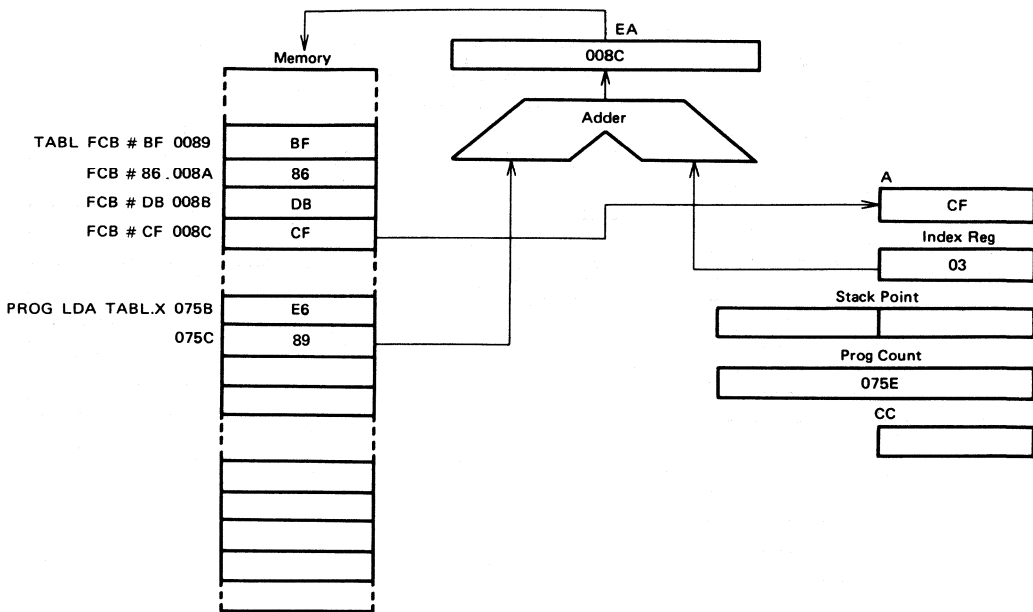 EA
008C
Memory
Adder
TABL FCB # BF 0089 BF
FCB # 86 . 008A 86
FCB # DB 008B DB
FCB # CF 008C CF
A
CF
Index Reg
03
PROG LDA TABL.X 075B E6
075C 89
Stack Point
Prog Count
075E
CC